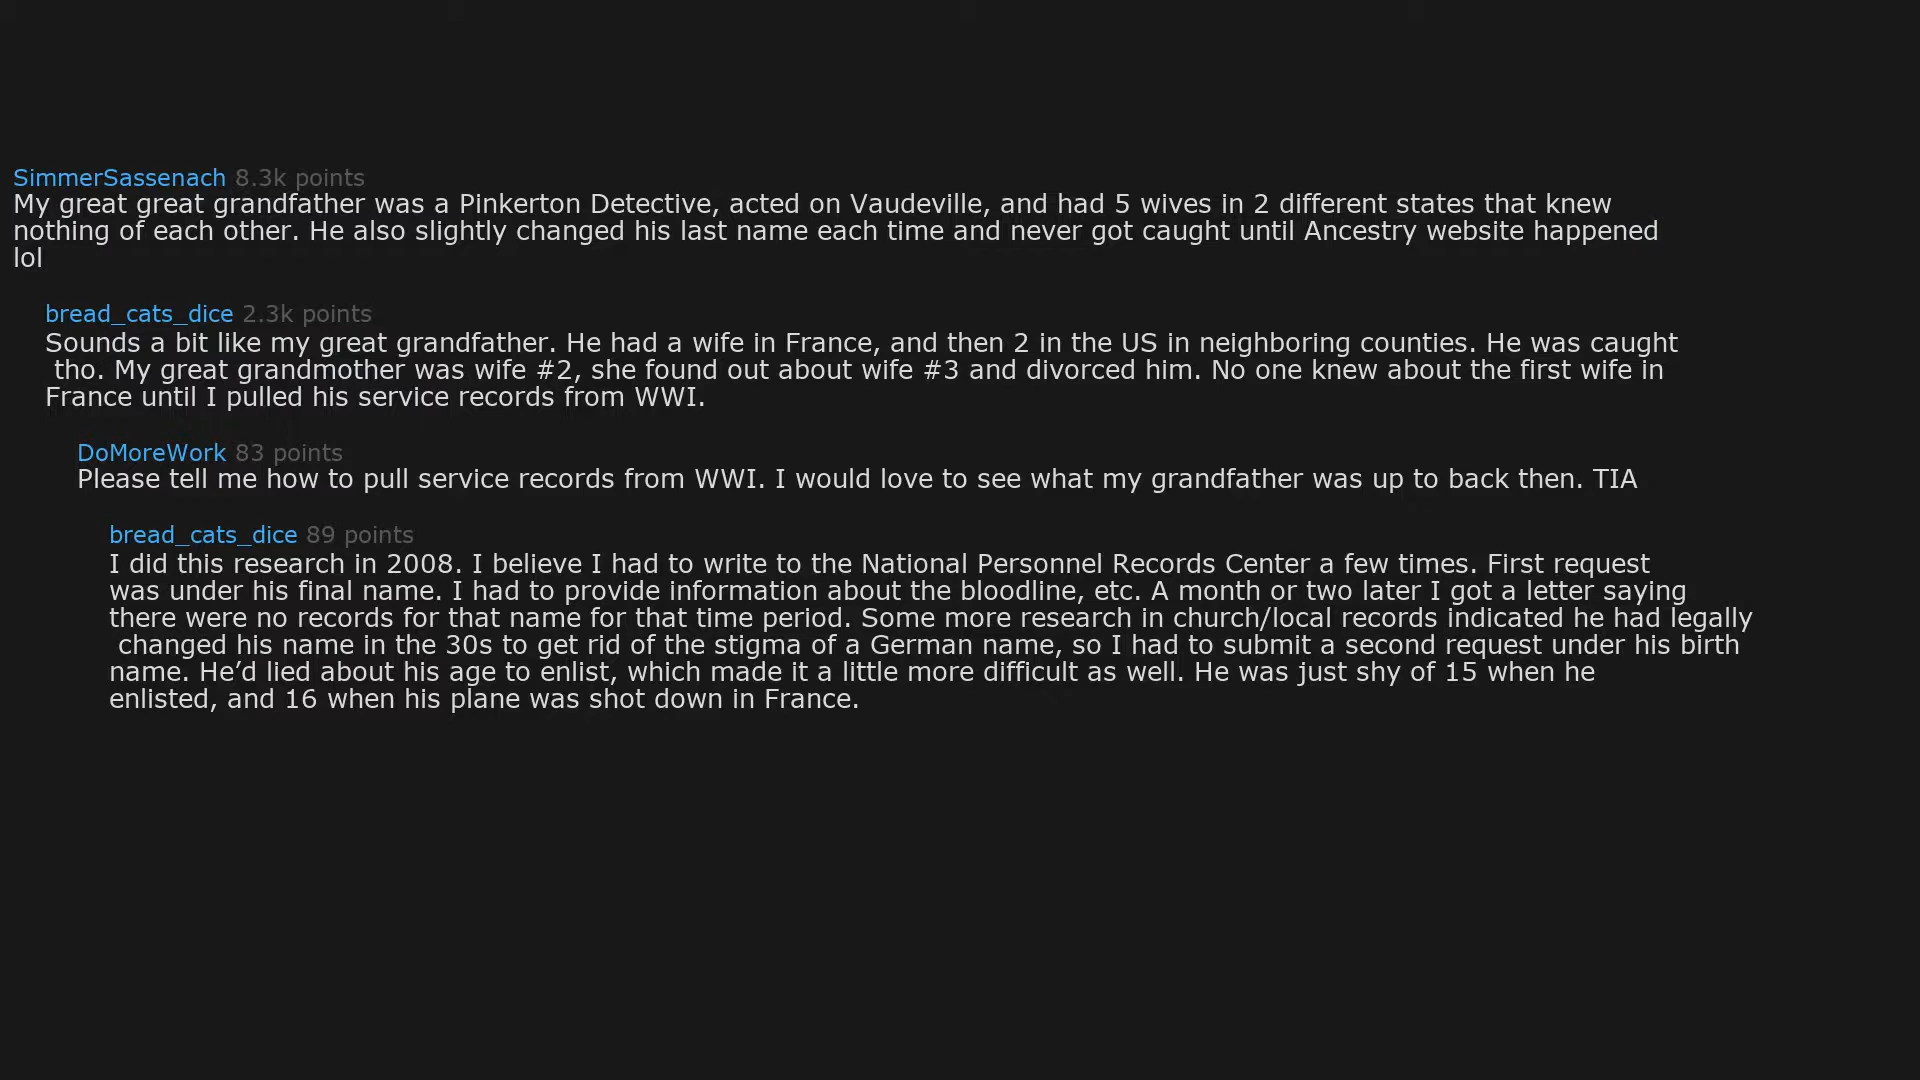 SimmerSassenach 8.3k points
My great great grandfather was a Pinkerton Detective, acted on Vaudeville, and had 5 wives in 2 different states that knew
nothing of each other. He also slightly changed his last name each time and never got caught until Ancestry website happened
lol
bread_cats_dice 2.3k points
Sounds a bit like my great grandfather. He had a wife in France, and then 2 in the US in neighboring counties. He was caught
tho. My great grandmother was wife #2, she found out about wife #3 and divorced him. No one knew about the first wife in
France until I pulled his service records from WWI.
DoMoreWork 83 points
Please tell me how to pull service records from WWI. I would love to see what my grandfather was up to back then. TIA
bread_cats_dice 89 points
I did this research in 2008. I believe I had to write to the National Personnel Records Center a few times. First request
was under his final name. I had to provide information about the bloodline, etc. A month or two later I got a letter saying
there were no records for that name for that time period. Some more research in church/local records indicated he had legally
changed his name in the 30s to get rid of the stigma of a German name, so I had to submit a second request under his birth
name. He’d lied about his age to enlist, which made it a little more difficult as well. He was just shy of 15 when he
enlisted, and 16 when his plane was shot down in France.